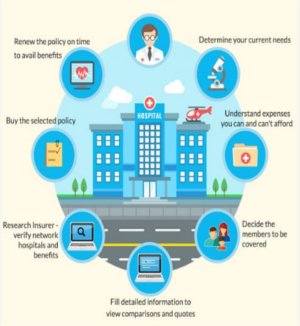 Renew the policy on time
to avail benefits
Determine your current needs
HOSPITAL
Buy the selected policy
Understand expenses
you can and can't afford
Research Insurer -
verify network
hospitals and
benefits
Decide the
members to be
covered
Fill detailed information to
view comparisons and quotes